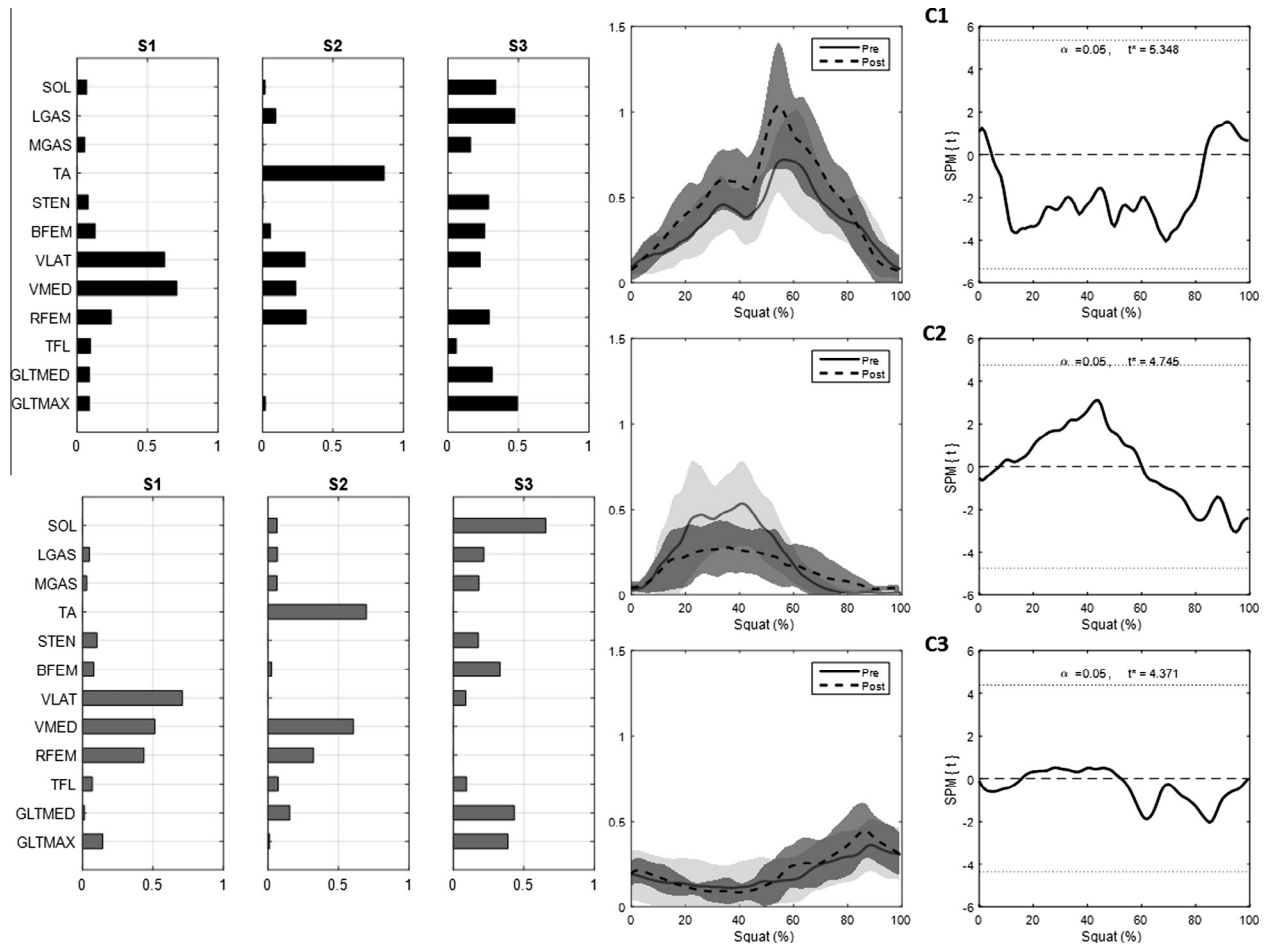 S1 S2 S3
SOL
LGAS
MGAS
TA
STEN
BFEM
VLAT
VMED
RFEM
TFL
GLTMED
GLTMAX
0 0.5 1 0 0.5 1 0 0.5 1
S1 S2 S3
SOL
LGAS
MGAS
TA
STEN
BFEM
VLAT
VMED
RFEM
TFL
GLTMED
GLTMAX
0 0.5 1 0 0.5 1 0 0.5 1
C1
1.5
1
0.5
0
Pre
Post
0 20 40 60 80 100
Squat (%)
6
4
2
0
-2
-4
-6
SPM{t}
α =0.05, t* = 5.348
0 20 40 60 80 100
Squat (%)
C2
1.5
1
0.5
0
Pre
Post
0 20 40 60 80 100
Squat (%)
6
4
2
0
-2
-4
-6
SPM{t}
α =0.05, t* = 4.745
0 20 40 60 80 100
Squat (%)
C3
1.5
1
0.5
0
Pre
Post
0 20 40 60 80 100
Squat (%)
6
4
2
0
-2
-4
-6
SPM{t}
α =0.05, t* = 4.371
0 20 40 60 80 100
Squat (%)